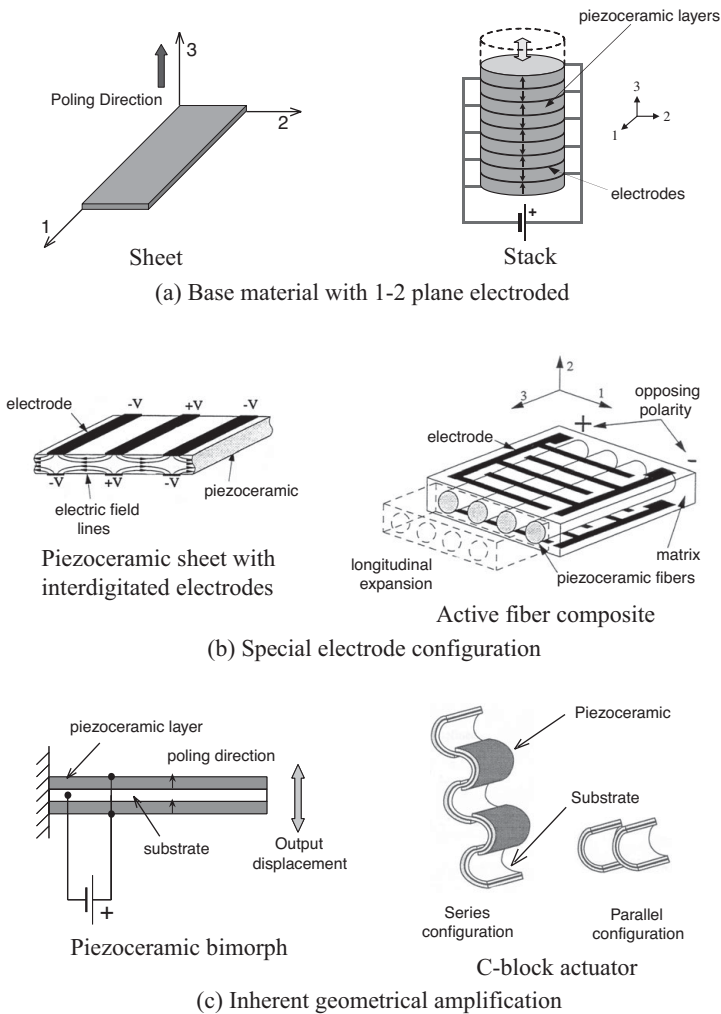 3
Poling Direction
2
1
Sheet
piezoceramic layers
3
2
1
electrodes
+
Stack
(a) Base material with 1-2 plane electroded
electrode
-V
+V
-V
-V
+V
-V
piezoceramic
electric field
lines
Piezoceramic sheet with
interdigitated electrodes
2
3
1
opposing
polarity
+
-
electrode
matrix
longitudinal
expansion
piezoceramic fibers
Active fiber composite
(b) Special electrode configuration
piezoceramic layer
poling direction
substrate
Output
displacement
+
Piezoceramic bimorph
Piezoceramic
Substrate
Series
configuration
Parallel
configuration
C-block actuator
(c) Inherent geometrical amplification